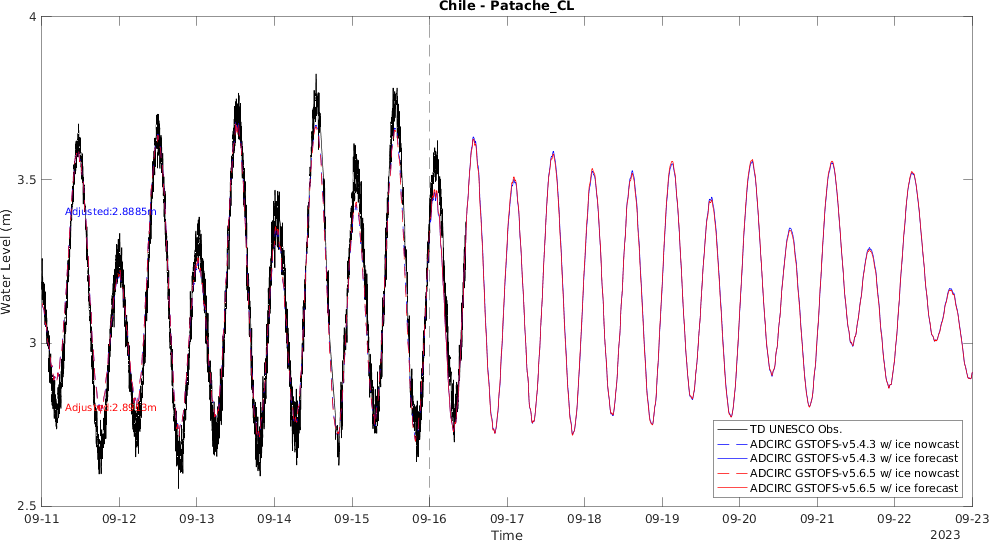 Chile - Patache_CL
4
3.5
3
2.5
Water Level (m)
Adjusted:2.8885m
TD UNESCO Obs.
ADCIRC GSTOFS-v5.4.3 w/ ice nowcast
ADCIRC GSTOFS-v5.4.3 w/ ice forecast
ADCIRC GSTOFS-v5.6.5 w/ ice nowcast
ADCIRC GSTOFS-v5.6.5 w/ ice forecast
09-11 09-12 09-13 09-14 09-15 09-16 09-17 09-18 09-19 09-20 09-21 09-22 09-23
Time
2023